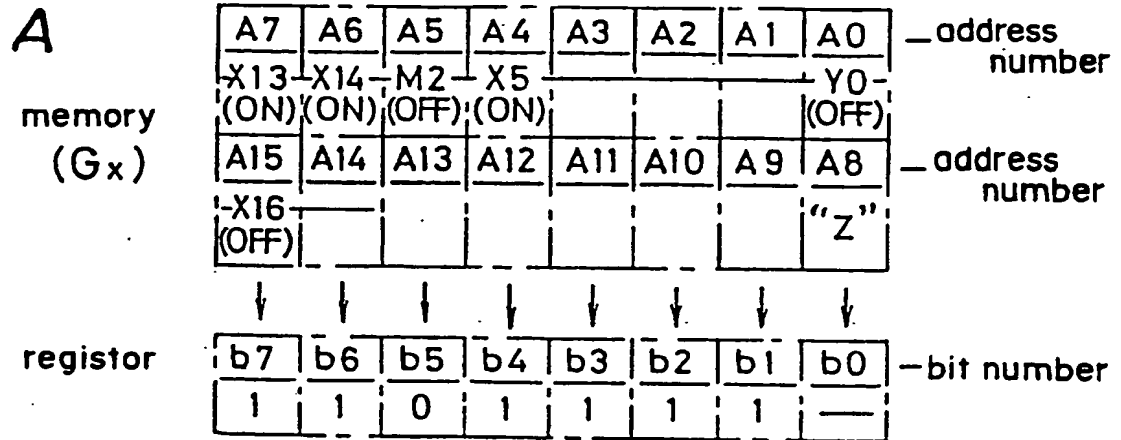 A
A7 A6 A5 A4 A3 A2 A1 A0 address number
X13 X14 M2 X5 Y0
(ON) (ON) (OFF) (ON) (OFF)
memory (Gx)
A15 A14 A13 A12 A11 A10 A9 A8 address number
X16 "Z"
(OFF)
registor b7 b6 b5 b4 b3 b2 b1 b0 bit number
1 1 0 1 1 1 1 —